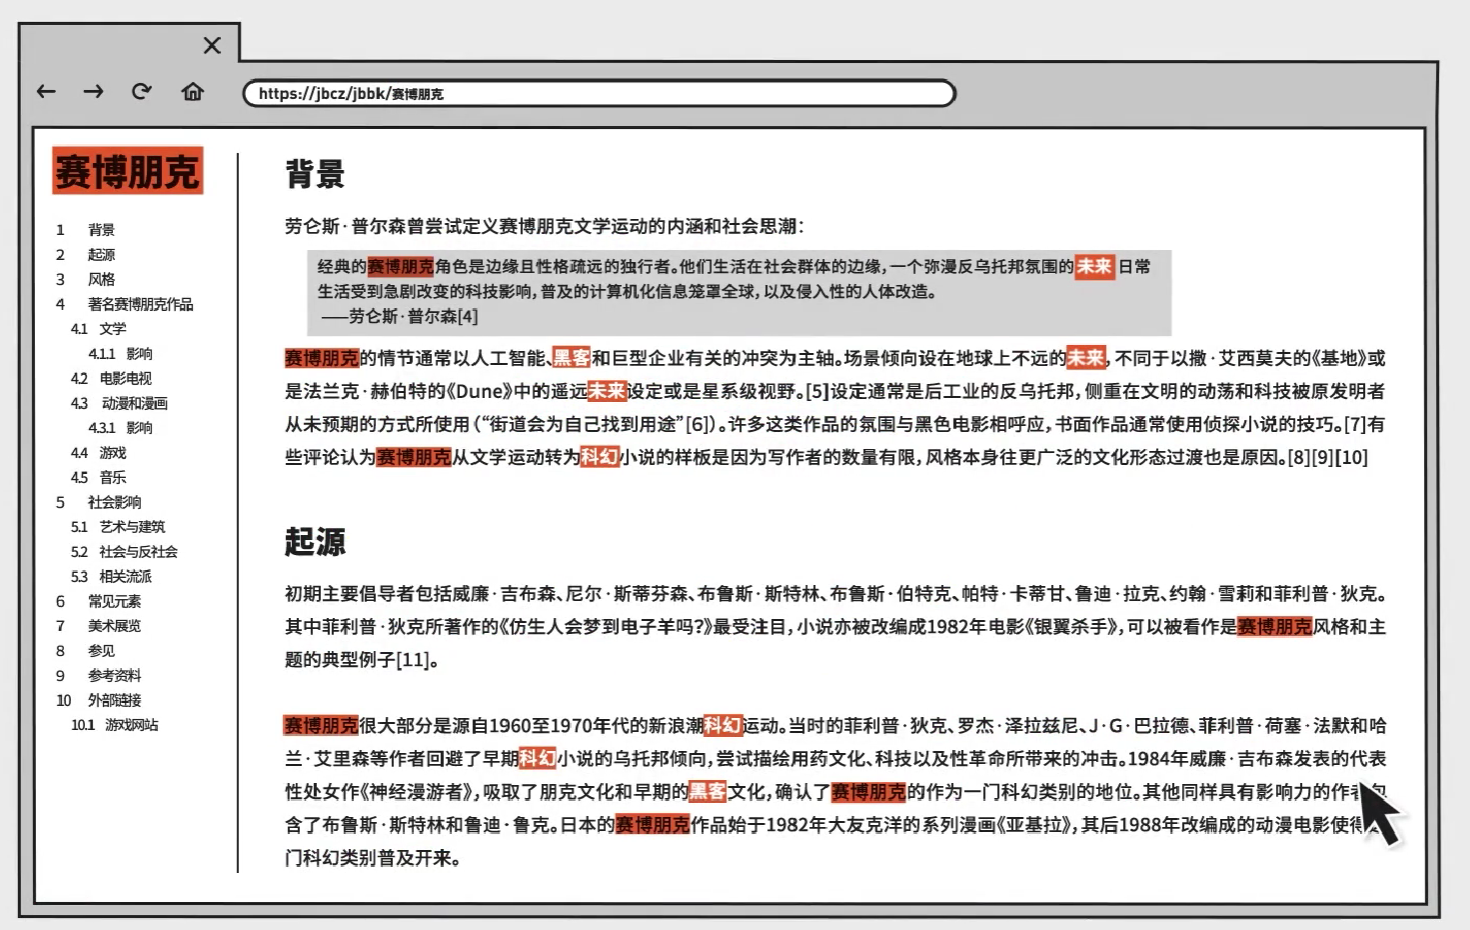 https://jbcz/jbbk/赛博朋克
赛博朋克
1 背景
2 起源
3 风格
4 著名赛博朋克作品
4.1 文学
4.1.1 影响
4.2 电影电视
4.3 动漫和漫画
4.3.1 影响
4.4 游戏
4.5 音乐
5 社会影响
5.1 艺术与建筑
5.2 社会与反社会
5.3 相关流派
6 常见元素
7 美术展览
8 参见
9 参考资料
10 外部链接
10.1 游戏网站
背景
劳仑斯·普尔森曾尝试定义赛博朋克文学运动的内涵和社会思潮：
经典的赛博朋克角色是边缘且性格疏远的独行者。他们生活在社会群体的边缘，一个弥漫反乌托邦氛围的未来日常
生活受到急剧改变的科技影响，普及的计算机化信息笼罩全球，以及侵入性的人体改造。
——劳仑斯·普尔森[4]
赛博朋克的情节通常以人工智能、黑客和巨型企业有关的冲突为主轴。场景倾向设在地球上不远的未来，不同于以撒·艾西莫夫的《基地》或
是法兰克·赫伯特的《Dune》中的遥远未来设定或是星系级视野。[5]设定通常是后工业的反乌托邦，侧重在文明的动荡和科技被原发明者
从未预期的方式所使用（“街道会为自己找到用途”[6]）。许多这类作品的氛围与黑色电影相呼应，书面作品通常使用侦探小说的技巧。[7]有
些评论认为赛博朋克从文学运动转为科幻小说的样板是因为写作者的数量有限，风格本身往更广泛的文化形态过渡也是原因。[8][9][10]
起源
初期主要倡导者包括威廉·吉布森、尼尔·斯蒂芬森、布鲁斯·斯特林、布鲁斯·伯特克、帕特·卡蒂甘、鲁迪·拉克、约翰·雪莉和菲利普·狄克。
其中菲利普·狄克所著作的《仿生人会梦到电子羊吗？》最受注目，小说亦被改编成1982年电影《银翼杀手》，可以被看作是赛博朋克风格和主
题的典型例子[11]。
赛博朋克很大部分是源自1960至1970年代的新浪潮科幻运动。当时的菲利普·狄克、罗杰·泽拉兹尼、J·G·巴拉德、菲利普·荷塞·法默和哈
兰·艾里森等作者回避了早期科幻小说的乌托邦倾向，尝试描绘用药文化、科技以及性革命所带来的冲击。1984年威廉·吉布森发表的代表
性处女作《神经漫游者》，吸取了朋克文化和早期的黑客文化，确认了赛博朋克的作为一门科幻类别的地位。其他同样具有影响力的作者包
含了布鲁斯·斯特林和鲁迪·鲁克。日本的赛博朋克作品始于1982年大友克洋的系列漫画《亚基拉》，其后1988年改编成的动漫电影使得
门科幻类别普及开来。